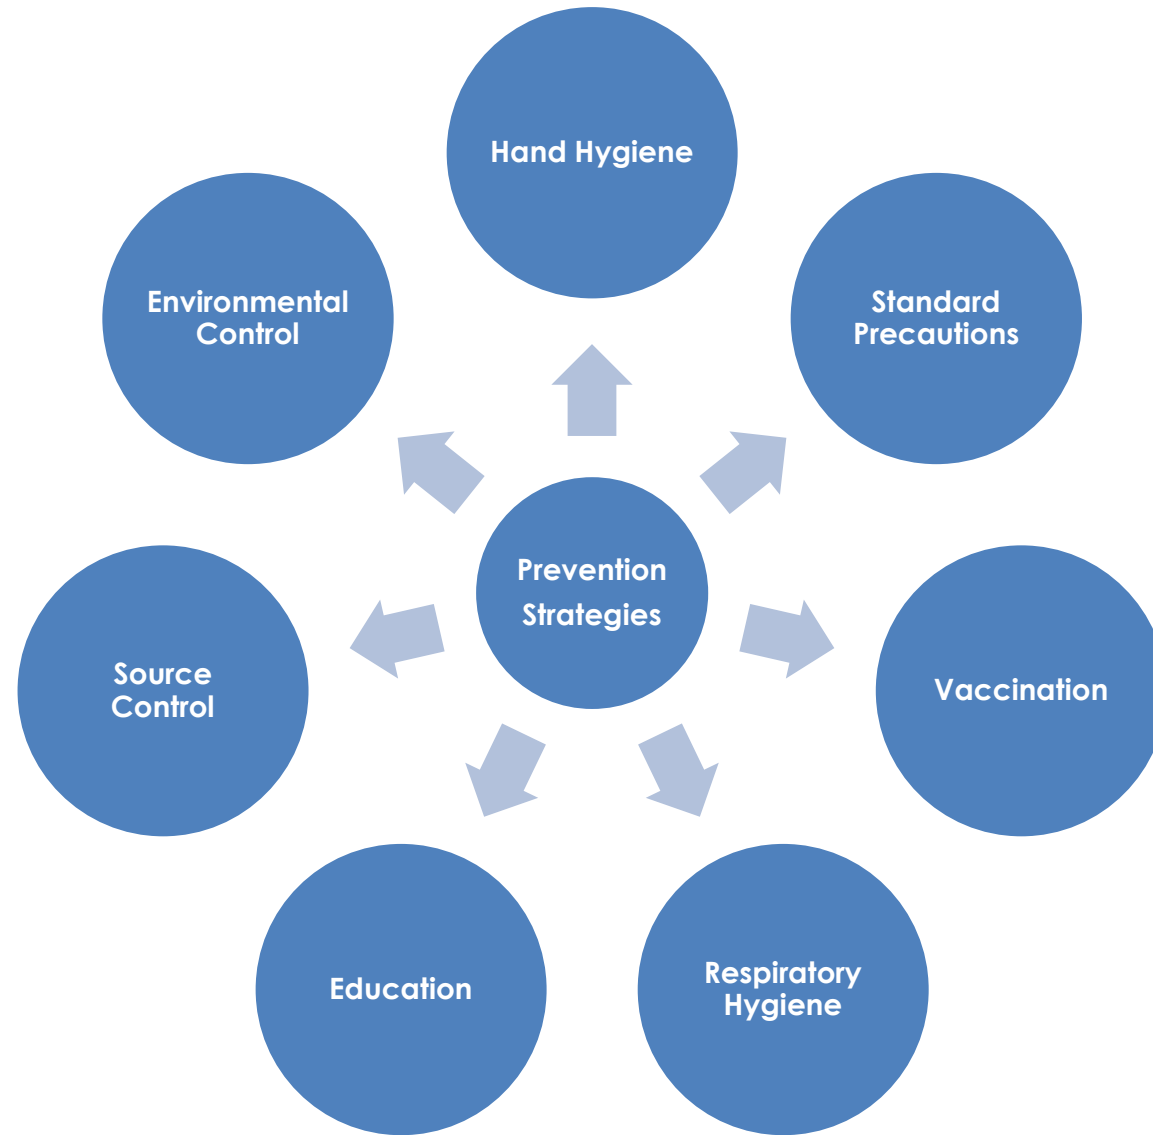 Hand Hygiene
Environmental
Control
Standard
Precautions
Prevention
Strategies
Source
Control
Vaccination
Education
Respiratory
Hygiene